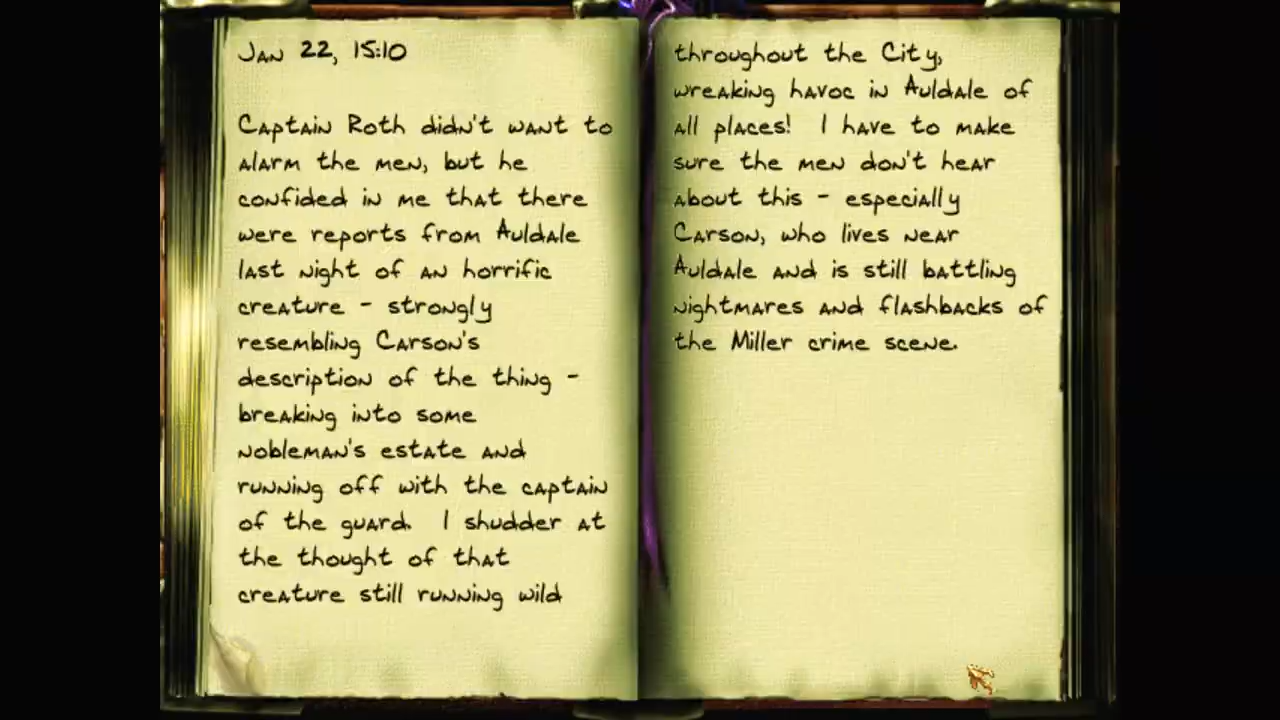 Jan 22, 15:10
Captain Roth didn't want to
alarm the men, but he
confided in me that there
were reports from Auldale
last night of an horrific
creature - strongly
resembling Carson's
description of the thing -
breaking into some
nobleman's estate and
running off with the captain
of the guard.  I shudder at
the thought of that
creature still running wild
throughout the City,
wreaking havoc in Auldale of
all places!  I have to make
sure the men don't hear
about this - especially
Carson, who lives near
Auldale and is still battling
nightmares and flashbacks of
the Miller crime scene.